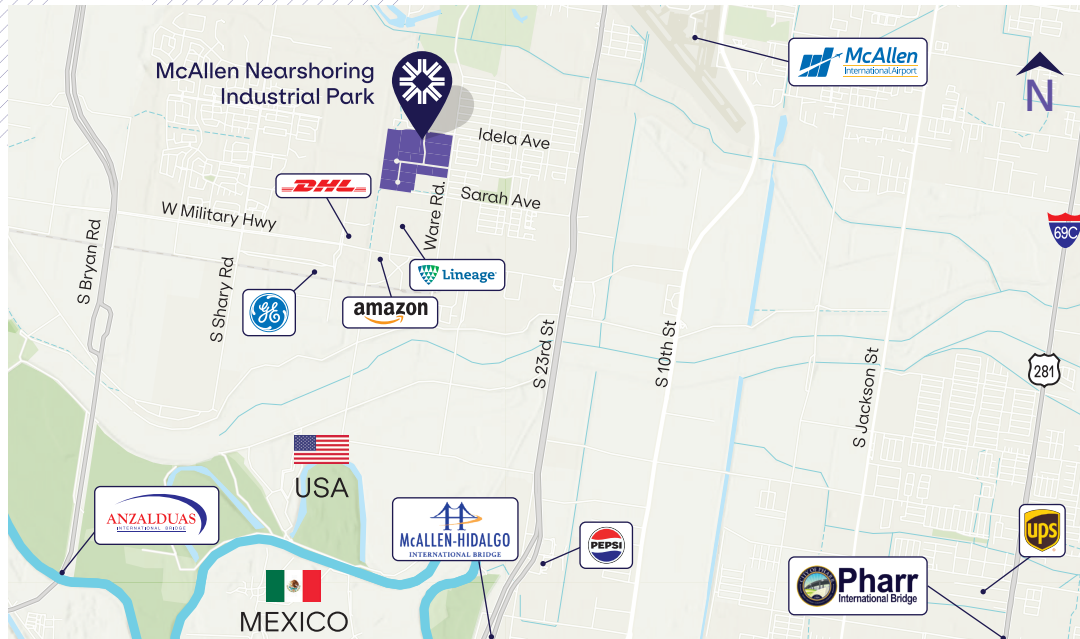 McAllen
International Airport
McAllen Nearshoring
Industrial Park
N
Idela Ave
DHL
Sarah Ave
W Military Hwy
Ware Rd.
S Bryan Rd
69C
Lineage
S Shary Rd
GE
amazon
S 23rd St
S 10th St
S Jackson St
281
USA
ANZALDUAS
INTERNATIONAL BRIDGE
McALLEN-HIDALGO
INTERNATIONAL BRIDGE
PEPSI
ups
Pharr
International Bridge
MEXICO